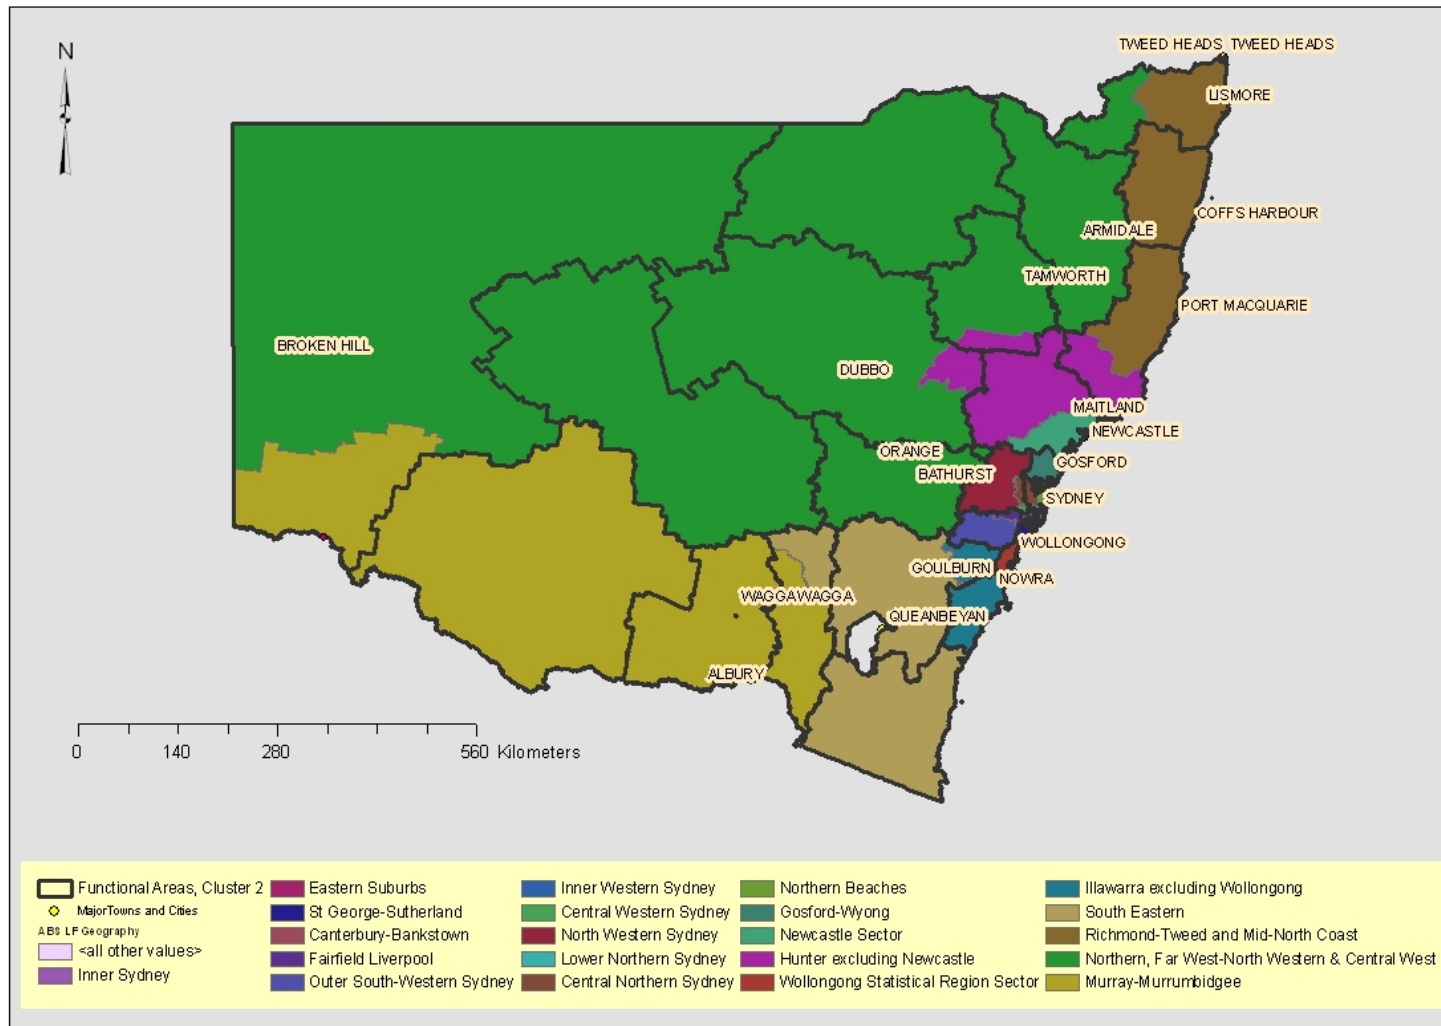 N
TWEED HEADS TWEED HEADS
LISMORE
COFFS HARBOUR
ARMIDALE
TAMWORTH
PORT MACQUARIE
BROKEN HILL
DUBBO
MAITLAND
NEWCASTLE
ORANGE
GOSFORD
BATHURST
SYDNEY
WOLLONGONG
GOULBURN
NOWRA
WAGGAWAGGA
QUEANBEYAN
ALBURY
0 140 280 560 Kilometers
Functional Areas, Cluster 2
MajorTowns and Cities
ABS LF Geography
<all other values>
Inner Sydney
Eastern Suburbs
St George-Sutherland
Canterbury-Bankstown
Fairfield Liverpool
Outer South-Western Sydney
Inner Western Sydney
Central Western Sydney
North Western Sydney
Lower Northern Sydney
Central Northern Sydney
Northern Beaches
Gosford-Wyong
Newcastle Sector
Hunter excluding Newcastle
Wollongong Statistical Region Sector
Illawarra excluding Wollongong
South Eastern
Richmond-Tweed and Mid-North Coast
Northern, Far West-North Western & Central West
Murray-Murrumbidgee